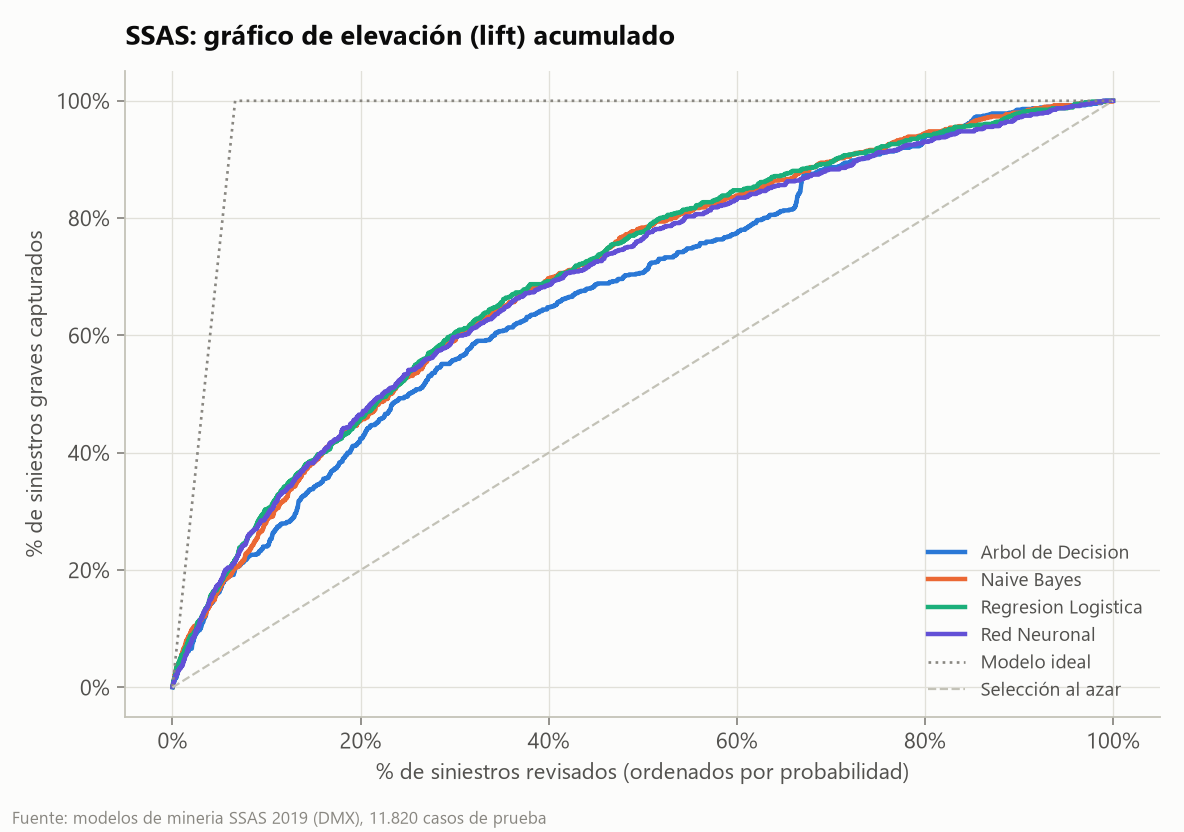 SSAS: gráfico de elevación (lift) acumulado
100%
80%
60%
40%
20%
0%
% de siniestros graves capturados
Arbol de Decision
Naive Bayes
Regresion Logistica
Red Neuronal
Modelo ideal
Selección al azar
0%
20%
40%
60%
80%
100%
% de siniestros revisados (ordenados por probabilidad)
Fuente: modelos de mineria SSAS 2019 (DMX), 11.820 casos de prueba